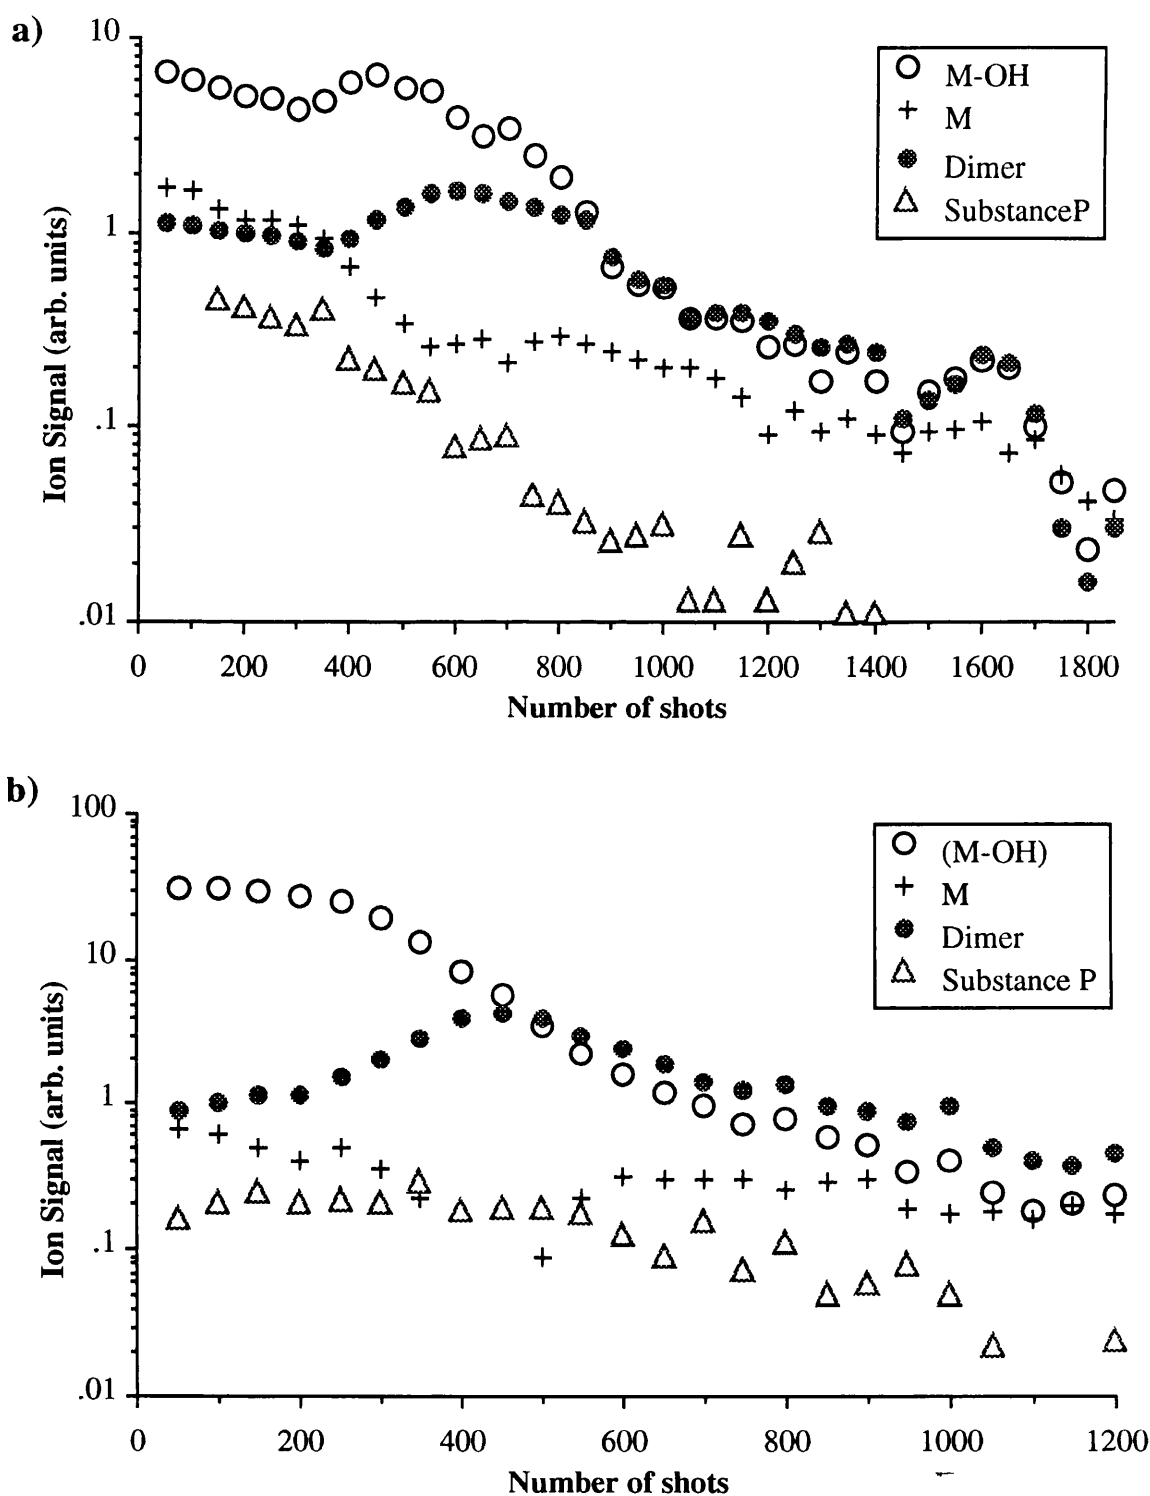 a)
10
1
.1
.01
Ion Signal (arb. units)
M-OH
M
Dimer
SubstanceP
0 200 400 600 800 1000 1200 1400 1600 1800
Number of shots
b)
100
10
1
.1
.01
Ion Signal (arb. units)
(M-OH)
M
Dimer
Substance P
0 200 400 600 800 1000 1200
Number of shots